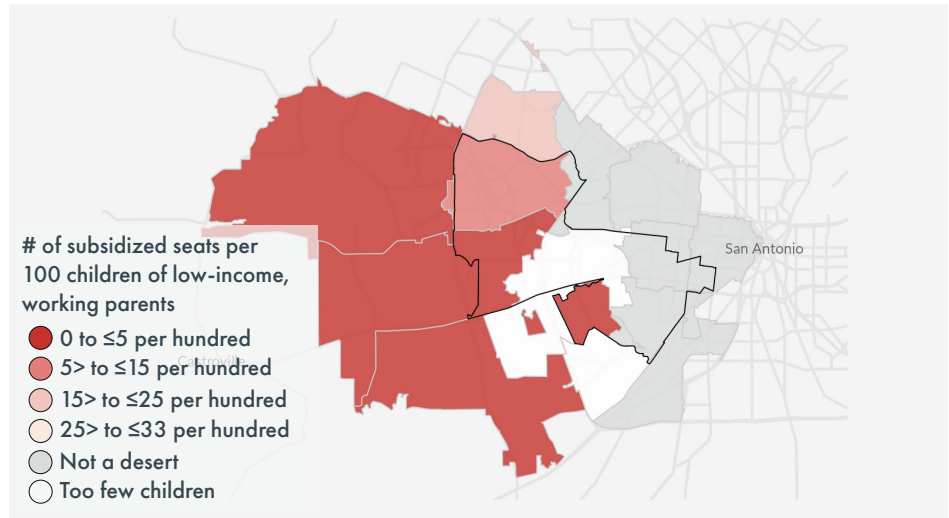 San Antonio
# of subsidized seats per
100 children of low-income,
working parents
0 to ≤5 per hundred
Castroville
5> to ≤15 per hundred
15> to ≤25 per hundred
25> to ≤33 per hundred
Not a desert
Too few children